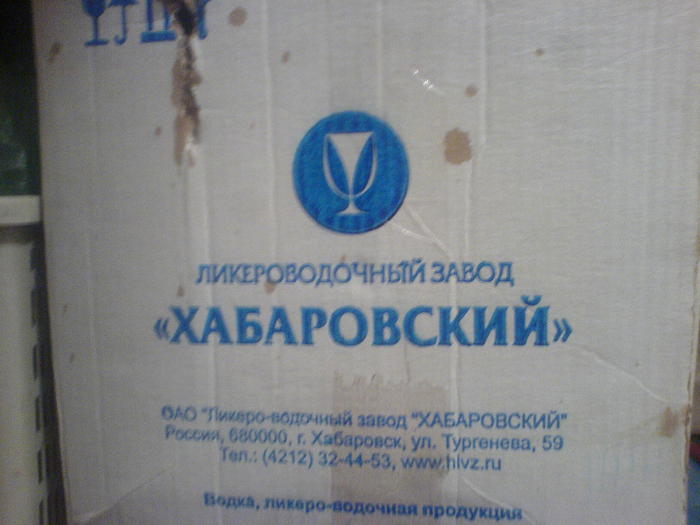 ЛИКЕРОВОДОЧНЫЙ ЗАВОД
«ХАБАРОВСКИЙ»
ОАО "Ликеро-водочный завод "ХАБАРОВСКИЙ"
Россия, 680000, г. Хабаровск, ул. Тургенева, 59
Тел.: (4212) 32-44-53, www.hlvz.ru
Водка, ликеро-водочная продукция